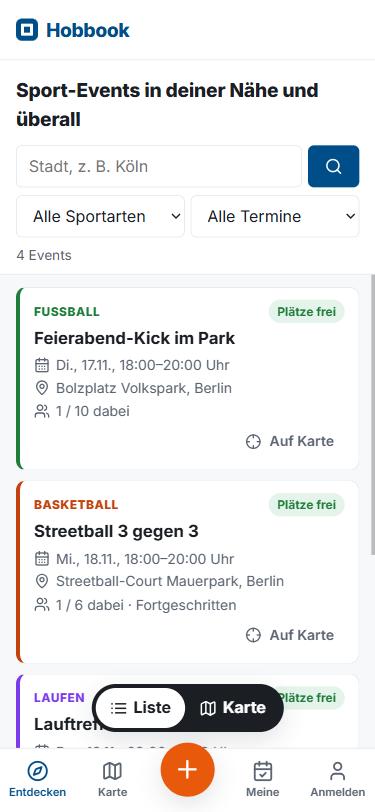 Hobbook
Sport-Events in deiner Nähe und
überall
Stadt, z. B. Köln
Alle Sportarten
Alle Termine
4 Events
FUSSBALL
Plätze frei
Feierabend-Kick im Park
Di., 17.11., 18:00–20:00 Uhr
Bolzplatz Volkspark, Berlin
1 / 10 dabei
Auf Karte
BASKETBALL
Plätze frei
Streetball 3 gegen 3
Mi., 18.11., 18:00–20:00 Uhr
Streetball-Court Mauerpark, Berlin
1 / 6 dabei · Fortgeschritten
Auf Karte
LAUFEN
Plätze frei
Liste
Karte
Entdecken
Karte
Meine
Anmelden